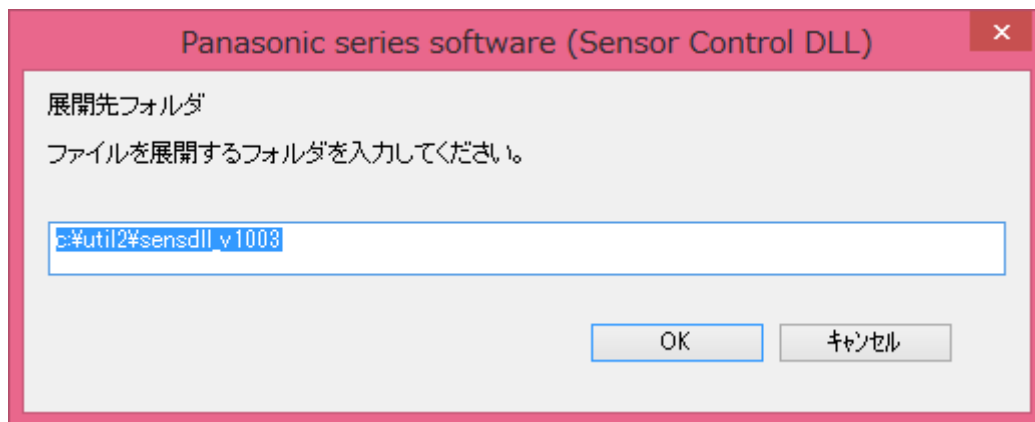 Panasonic series software (Sensor Control DLL)
展開先フォルダ
ファイルを展開するフォルダを入力してください。
c:¥util2¥sensdll_v1003
OK
キャンセル